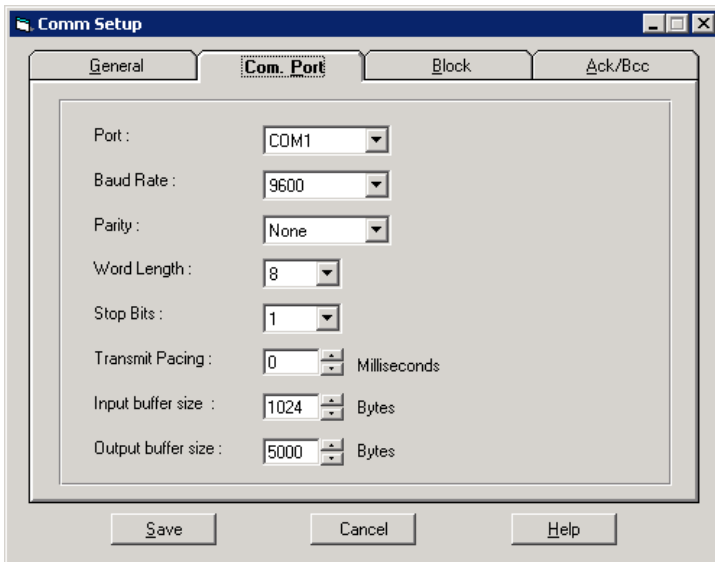 Comm Setup
General Com. Port Block Ack/Bcc
Port : COM1
Baud Rate : 9600
Parity : None
Word Length : 8
Stop Bits : 1
Transmit Pacing : 0 Milliseconds
Input buffer size : 1024 Bytes
Output buffer size : 5000 Bytes
Save Cancel Help